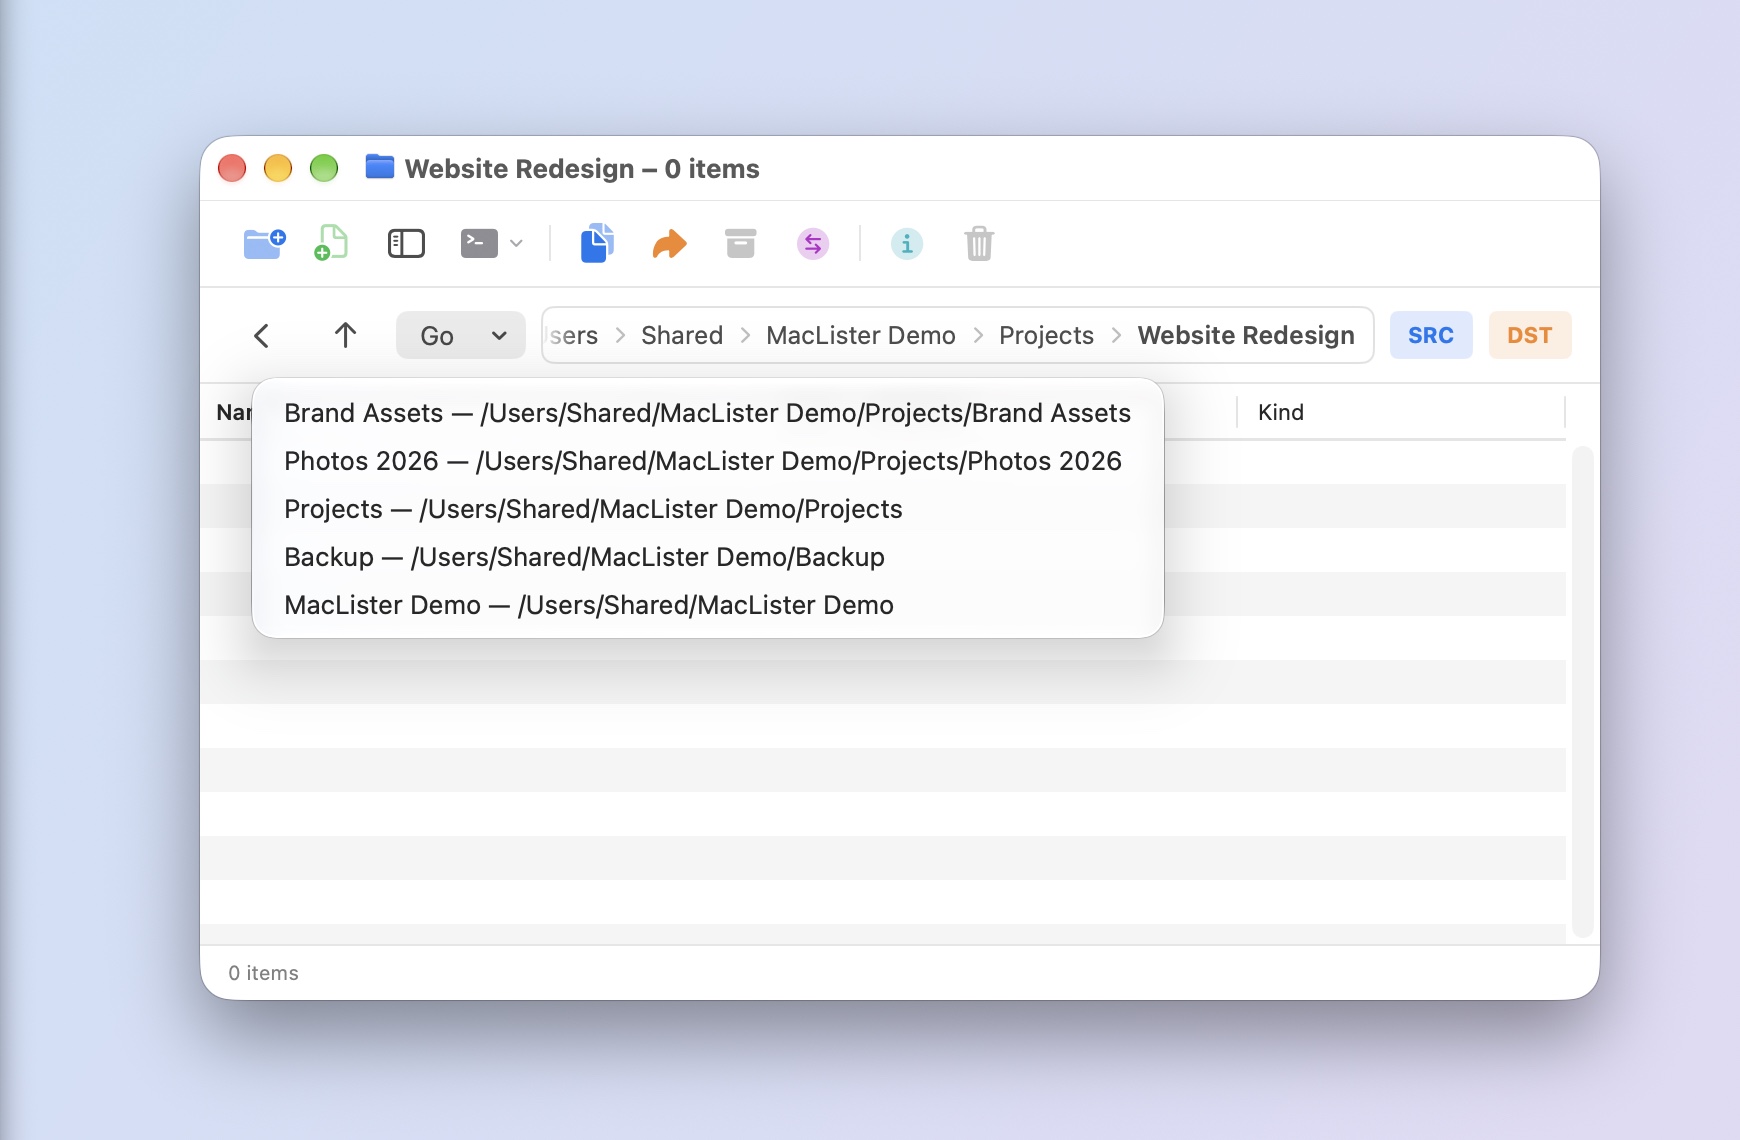 Website Redesign – 0 items
Go
sers > Shared > MacLister Demo > Projects > Website Redesign
SRC
DST
Kind
Brand Assets — /Users/Shared/MacLister Demo/Projects/Brand Assets
Photos 2026 — /Users/Shared/MacLister Demo/Projects/Photos 2026
Projects — /Users/Shared/MacLister Demo/Projects
Backup — /Users/Shared/MacLister Demo/Backup
MacLister Demo — /Users/Shared/MacLister Demo
0 items